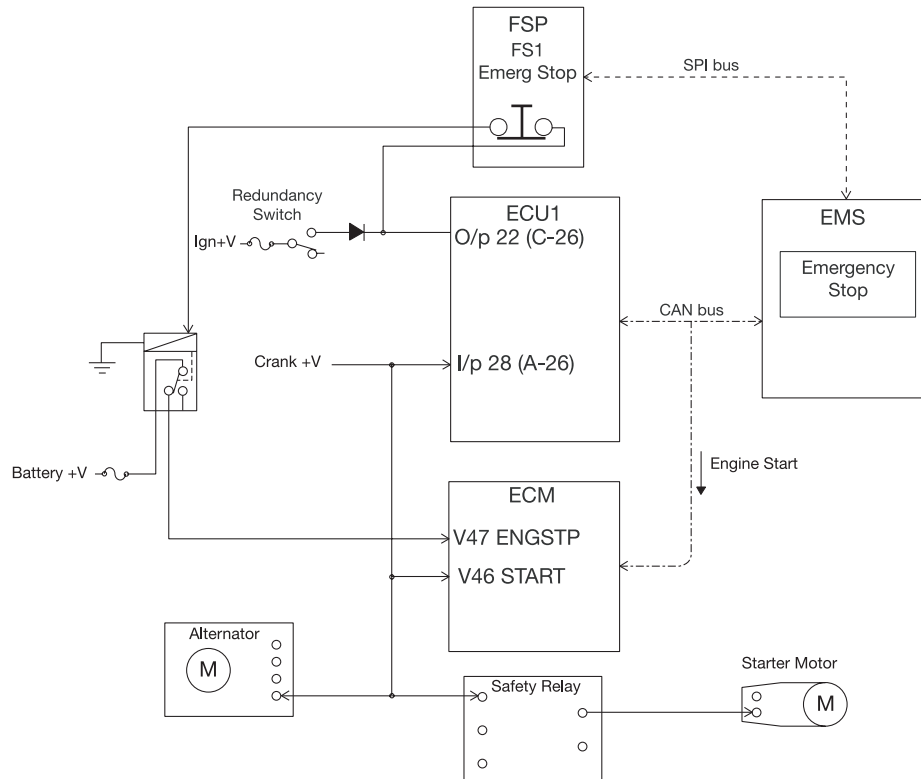 FSP
FS1
Emerg Stop
SPI bus
Redundancy
Switch
Ign+V
ECU1
O/p 22 (C-26)
EMS
Emergency
Stop
CAN bus
Crank +V
I/p 28 (A-26)
Battery +V
Engine Start
ECM
V47 ENGSTP
V46 START
Alternator
M
Safety Relay
Starter Motor
M